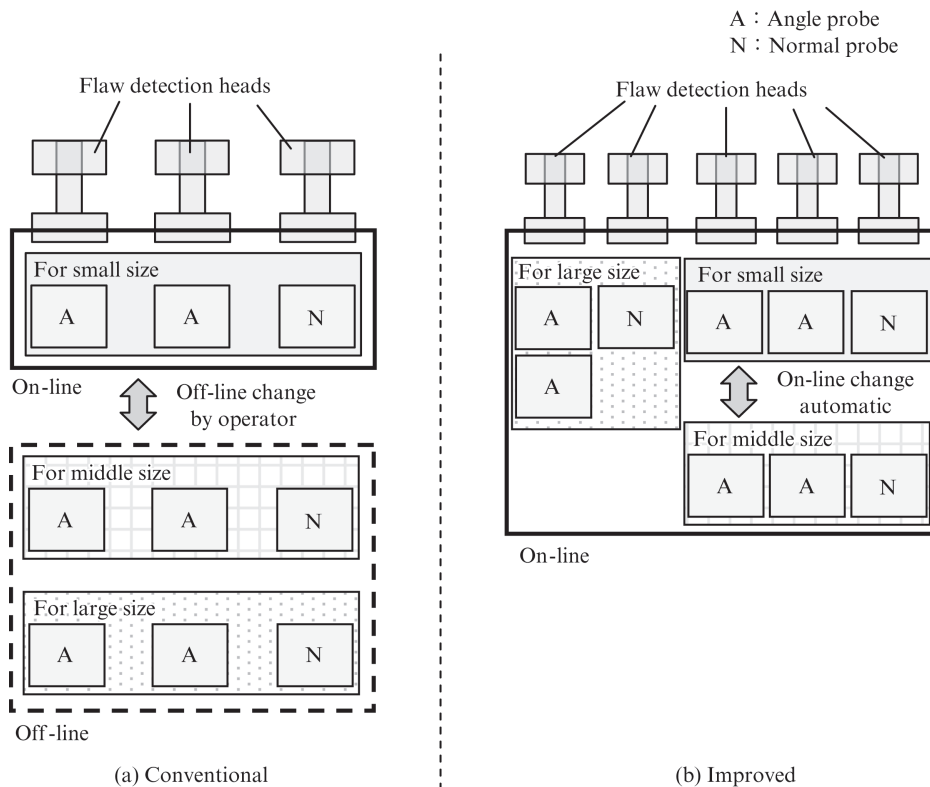 A : Angle probe
N : Normal probe
Flaw detection heads
For small size
A A N
On-line
Off-line change
by operator
For middle size
A A N
For large size
A A N
Off-line
(a) Conventional
Flaw detection heads
For large size
A N
A
For small size
A A N
On-line change
automatic
For middle size
A A N
On-line
(b) Improved